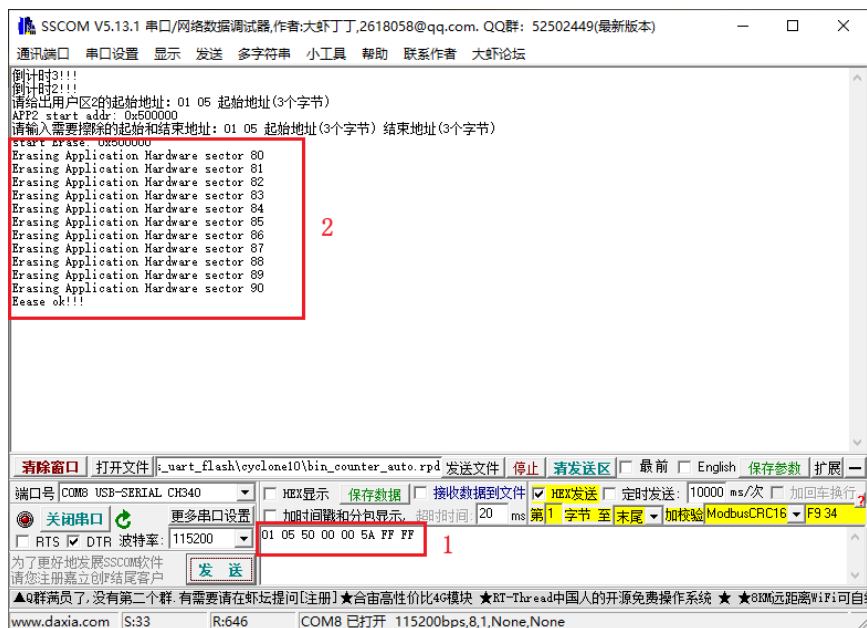 SSCOM V5.13.1 串口/网络数据调试器,作者:大虾丁丁,2618058@qq.com. QQ群: 52502449(最新版本)
通讯端口 串口设置 显示 发送 多字符串 小工具 帮助 联系作者 大虾论坛
倒计时3!!!
倒计时2!!!
请给出用户区2的起始地址: 01 05 起始地址(3个字节)
APP2 start addr: 0x500000
请输入需要擦除的起始和结束地址: 01 05 起始地址(3个字节) 结束地址(3个字节)
start Erase: 0x500000
Erasing Application Hardware sector 80
Erasing Application Hardware sector 81
Erasing Application Hardware sector 82
Erasing Application Hardware sector 83
Erasing Application Hardware sector 84
Erasing Application Hardware sector 85
Erasing Application Hardware sector 86
Erasing Application Hardware sector 87
Erasing Application Hardware sector 88
Erasing Application Hardware sector 89
Erasing Application Hardware sector 90
Eease ok!!!
2
清除窗口 打开文件 s_uart_flash\cyclone10\bin_counter_auto.rpd 发送文件 停止 清发送区 最前 English 保存参数 扩展 —
端口号 COM8 USB-SERIAL CH340 HEX显示 保存数据 接收数据到文件 HEX发送 定时发送: 10000 ms/次 加回车换行 ?
关闭串口 更多串口设置 加时间戳和分包显示, 超时时间: 20 ms 第 1 字节 至 末尾 加校验 ModbusCRC16 F9 34
RTS DTR 波特率: 115200 01 05 50 00 00 5A FF FF
1
为了更好地发展SSCOM软件
请您注册嘉立创F结尾客户
发 送
▲Q群满员了,没有第二个群.有需要请在虾坛提问[注册]★合宙高性价比4G模块 ★RT-Thread中国人的开源免费操作系统 ★ ★8KM远距离WiFi可自
www.daxia.com S:33 R:646 COM8 已打开 115200bps,8,1,None,None